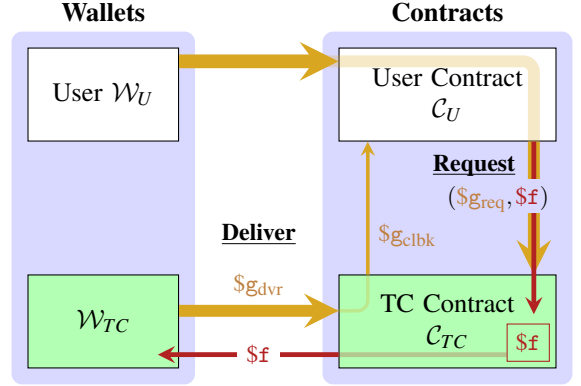 Wallets
Contracts
User 𝒲_U
User Contract
𝒞_U
Request
($g_req, $f)
Deliver
$g_clbk
$g_dvr
𝒲_TC
TC Contract
𝒞_TC
$f
$f